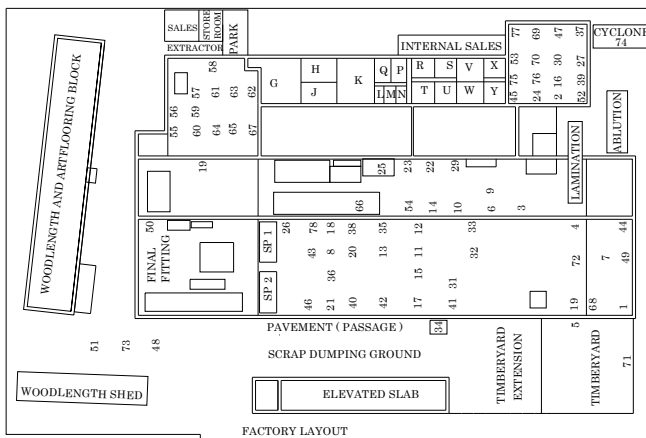 SALES
STORE
ROOM
PARK
EXTRACTOR
INTERNAL SALES
CYCLONE
74
77 69 47 37
53 70 30 27
45 75 24 76 2 16 52 39
58
57 61 63 62
56 59
55 60 64 65 67
G
H
J
K
Q P
L M N
R S V X
T U W Y
ABLUTION
LAMINATION
WOODLENGTH AND ARTFLOORING BLOCK
19
25 23 22 29
66 54 14 10 6 9 3
50
FINAL
FITTING
SP 1
SP 2
26 78 18 38 35 12 33 4 44
43 8 20 13 11 32 72 7 49
36 15 31
46 21 40 42 17 41 19 68 1
PAVEMENT ( PASSAGE )
34
5
51 73 48
SCRAP DUMPING GROUND
TIMBERYARD
EXTENSION
TIMBERYARD
71
WOODLENGTH SHED
ELEVATED SLAB
FACTORY LAYOUT